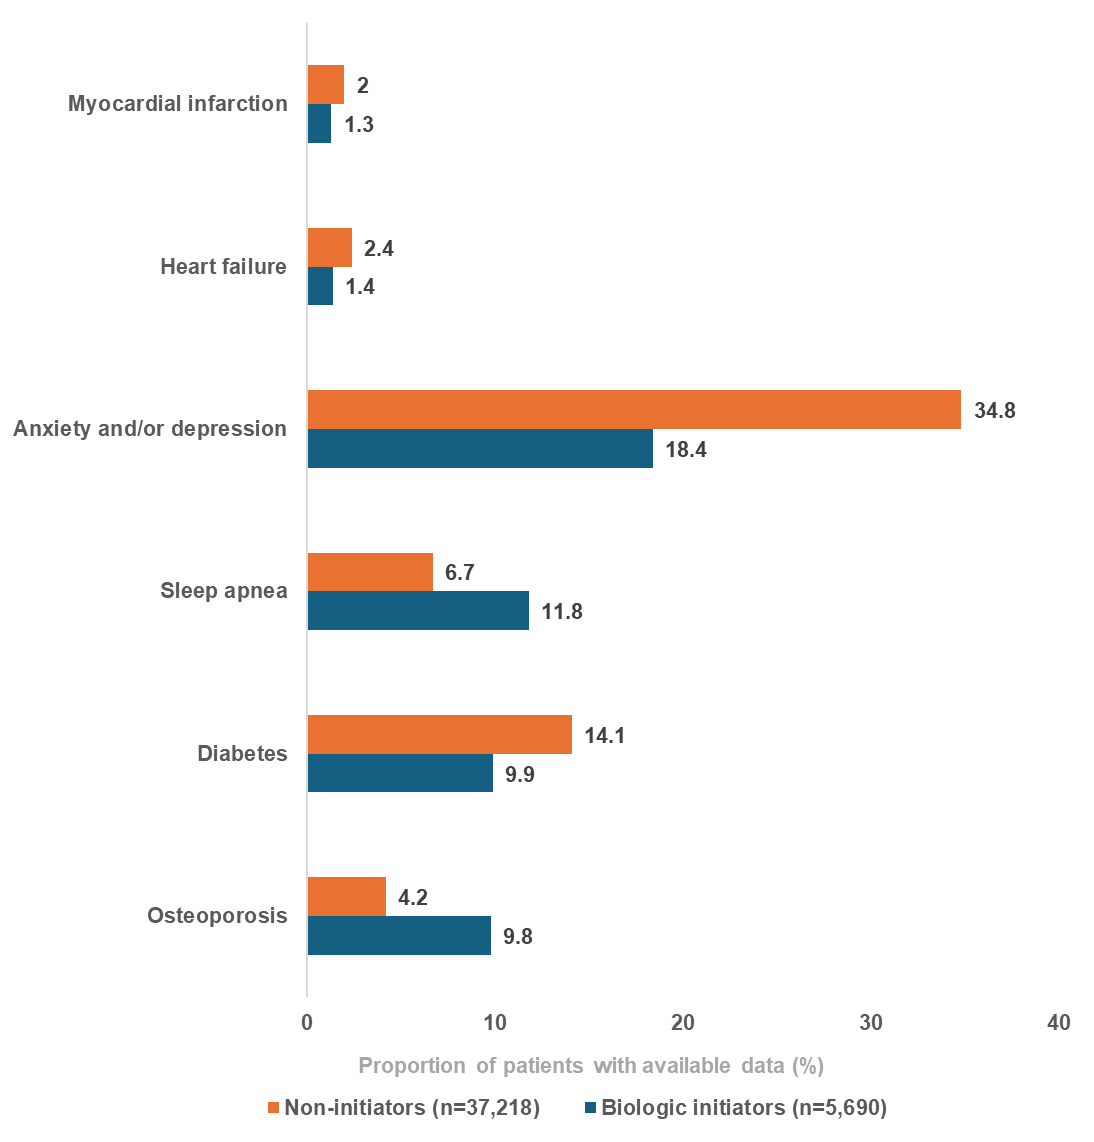 Myocardial infarction
2
1.3
Heart failure
2.4
1.4
Anxiety and/or depression
34.8
18.4
Sleep apnea
6.7
11.8
Diabetes
14.1
9.9
Osteoporosis
4.2
9.8
0 10 20 30 40
Proportion of patients with available data (%)
Non-initiators (n=37,218) Biologic initiators (n=5,690)